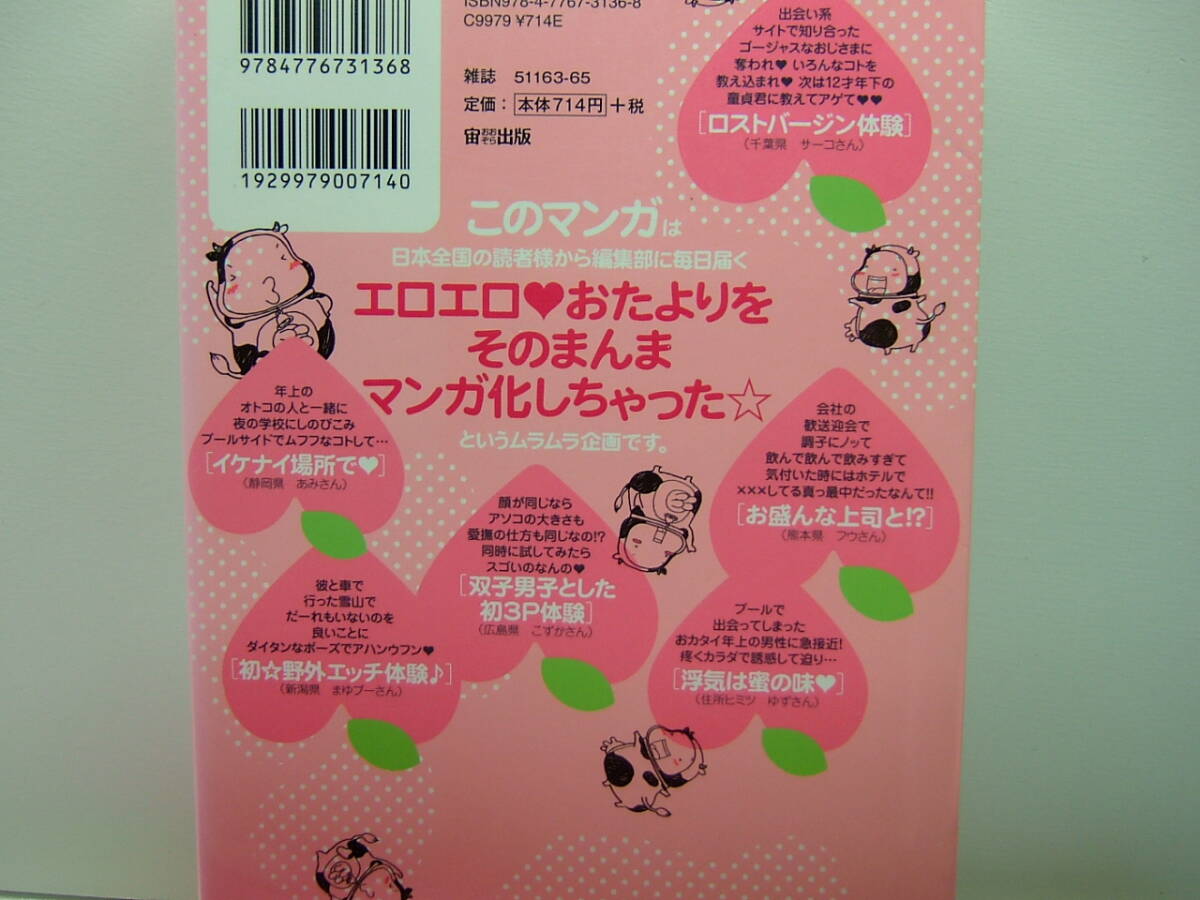 ISBN978-4-7767-3136-8
C9979 ¥714E
9784776731368
雑誌 51163-65
定価：本体714円+税
宙おおぞら出版
1929979007140
出会い系
サイトで知り合った
ゴージャスなおじさまに
奪われ♥ いろんなコトを
教え込まれ♥ 次は12才年下の
童貞君に教えてアゲて♥♥
［ロストバージン体験］
（千葉県 サーコさん）
このマンガは
日本全国の読者様から編集部に毎日届く
エロエロ♥おたよりを
そのまんま
マンガ化しちゃった☆
というムラムラ企画です。
年上の
オトコの人と一緒に
夜の学校にしのびこみ
プールサイドでムフフなコトして…
［イケナイ場所で♥］
（静岡県 あみさん）
会社の
歓送迎会で
調子にノッて
飲んで飲んで飲みすぎて
気付いた時にはホテルで
×××してる真っ最中だったなんて!!
［お盛んな上司と!?］
（熊本県 フウさん）
顔が同じなら
アソコの大きさも
愛撫の仕方も同じなの!?
同時に試してみたら
スゴいのなんの♥
［双子男子とした
初3P体験］
（広島県 こずかさん）
彼と車で
行った雪山で
だーれもいないのを
良いことに
ダイタンなポーズでアハンウフン♥
［初☆野外エッチ体験♪］
（新潟県 まゆプーさん）
プールで
出会ってしまった
おカタイ年上の男性に急接近!
疼くカラダで誘惑して迫り…
［浮気は蜜の味♥］
（住所ヒミツ ゆずさん）